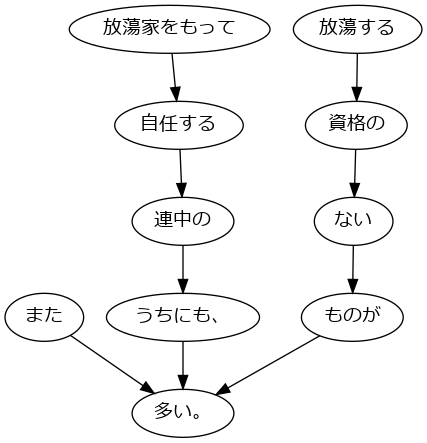 放蕩家をもって
放蕩する
自任する
資格の
連中の
ない
また
うちにも、
ものが
多い。